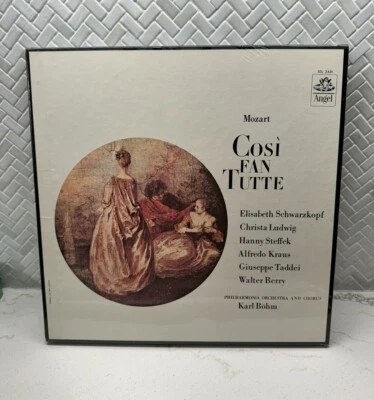 Angel
Mozart
Così
FAN
TUTTE
Elisabeth Schwarzkopf
Christa Ludwig
Hanny Steffek
Alfredo Kraus
Giuseppe Taddei
Walter Berry
PHILHARMONIA ORCHESTRA AND CHORUS
Karl Böhm